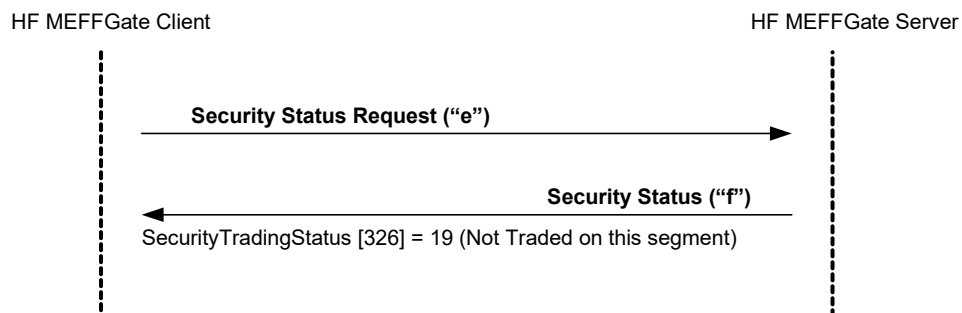 HF MEFFGate Client HF MEFFGate Server
Security Status Request (“e”)
Security Status (“f”)
SecurityTradingStatus [326] = 19 (Not Traded on this segment)